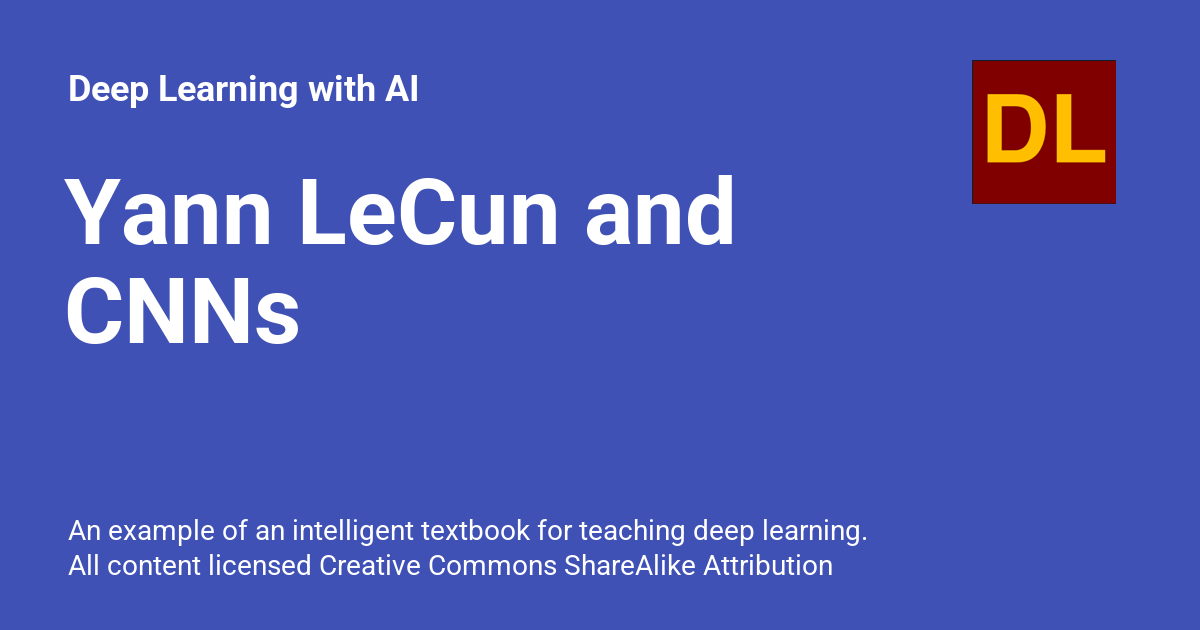 Deep Learning with AI
DL
Yann LeCun and
CNNs
An example of an intelligent textbook for teaching deep learning.
All content licensed Creative Commons ShareAlike Attribution